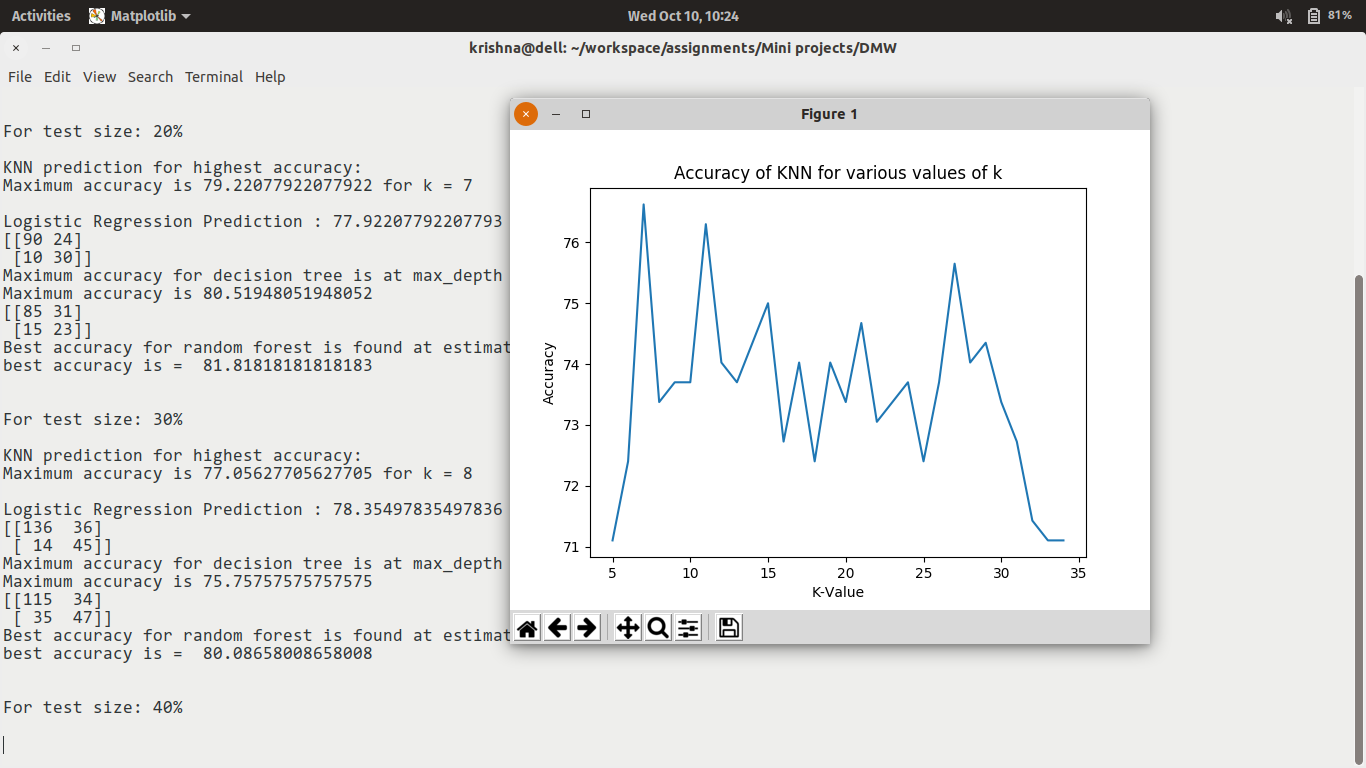 Activities Matplotlib Wed Oct 10, 10:24 81%
krishna@dell: ~/workspace/assignments/Mini projects/DMW
File Edit View Search Terminal Help
For test size: 20%
KNN prediction for highest accuracy:
Maximum accuracy is 79.22077922077922 for k = 7
Logistic Regression Prediction : 77.92207792207793
[[90 24]
[10 30]]
Maximum accuracy for decision tree is at max_depth
Maximum accuracy is 80.51948051948052
[[85 31]
[15 23]]
Best accuracy for random forest is found at estimat
best accuracy is =  81.81818181818183
For test size: 30%
KNN prediction for highest accuracy:
Maximum accuracy is 77.05627705627705 for k = 8
Logistic Regression Prediction : 78.35497835497836
[[136  36]
[ 14  45]]
Maximum accuracy for decision tree is at max_depth
Maximum accuracy is 75.75757575757575
[[115  34]
[ 35  47]]
Best accuracy for random forest is found at estimat
best accuracy is =  80.08658008658008
For test size: 40%
Figure 1
Accuracy of KNN for various values of k
Accuracy
76
75
74
73
72
71
5 10 15 20 25 30 35
K-Value